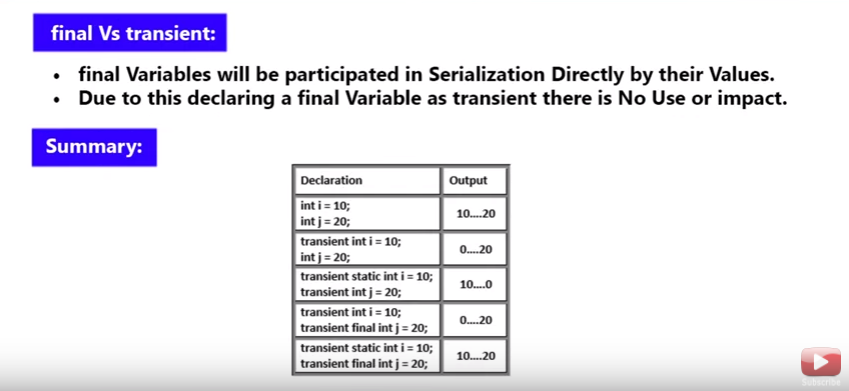 final Vs transient:
• final Variables will be participated in Serialization Directly by their Values.
• Due to this declaring a final Variable as transient there is No Use or impact.
Summary:
Declaration Output
int i = 10;
int j = 20;
10....20
transient int i = 10;
int j = 20;
0....20
transient static int i = 10;
transient int j = 20;
10....0
transient int i = 10;
transient final int j = 20;
0....20
transient static int i = 10;
transient final int j = 20;
10....20
Subscribe